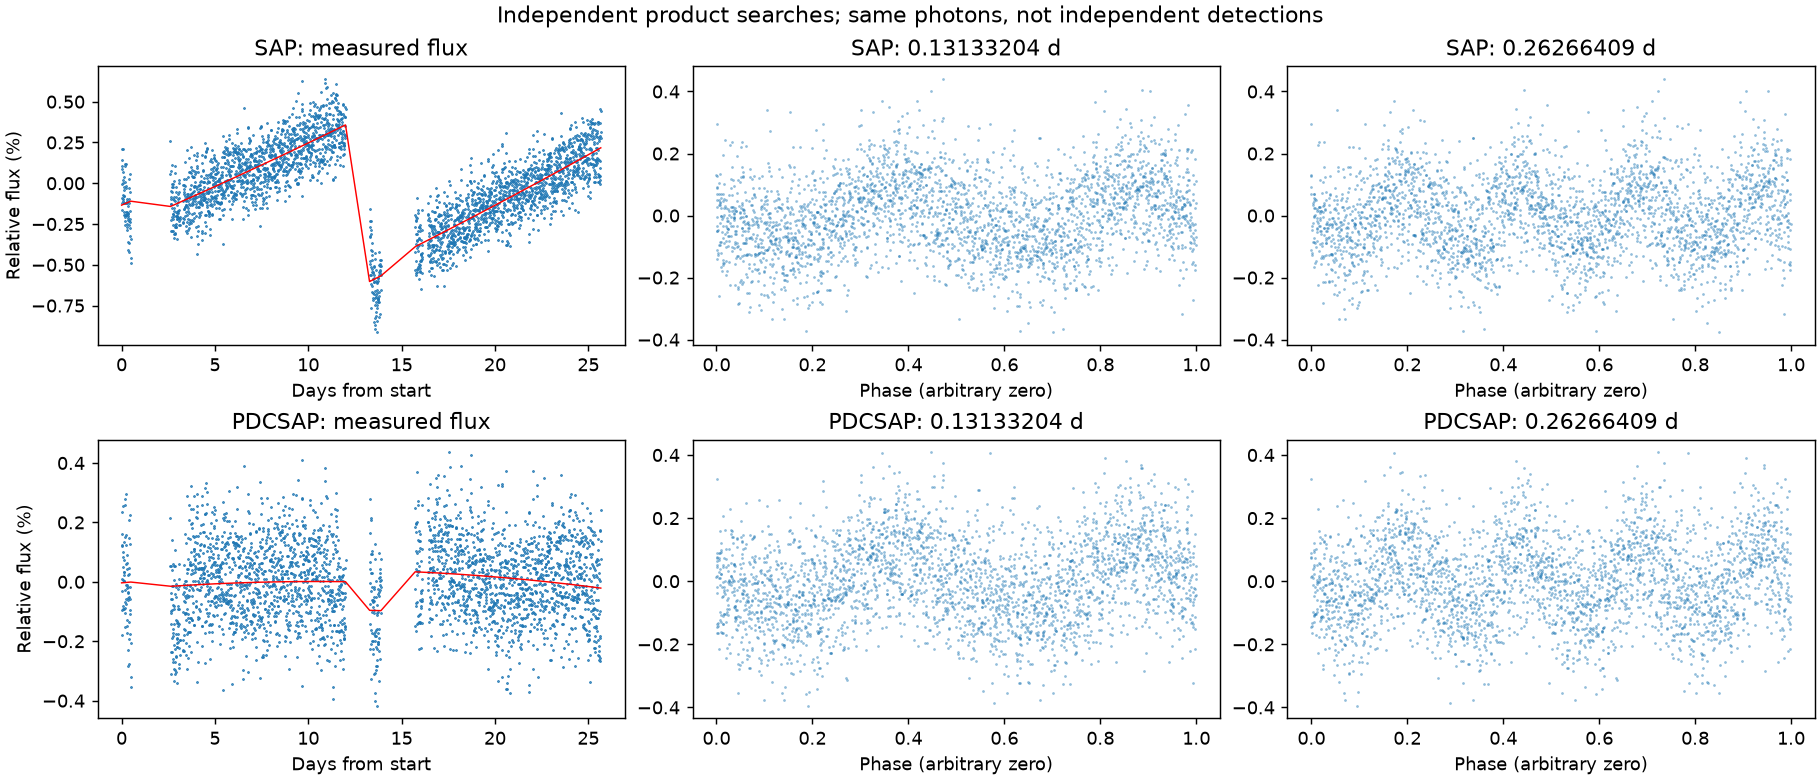 Independent product searches; same photons, not independent detections
SAP: measured flux
SAP: 0.13133204 d
SAP: 0.26266409 d
Relative flux (%)
0.50
0.25
0.00
−0.25
−0.50
−0.75
0 5 10 15 20 25
Days from start
0.4
0.2
0.0
−0.2
−0.4
0.0 0.2 0.4 0.6 0.8 1.0
Phase (arbitrary zero)
0.4
0.2
0.0
−0.2
−0.4
0.0 0.2 0.4 0.6 0.8 1.0
Phase (arbitrary zero)
PDCSAP: measured flux
PDCSAP: 0.13133204 d
PDCSAP: 0.26266409 d
Relative flux (%)
0.4
0.2
0.0
−0.2
−0.4
0 5 10 15 20 25
Days from start
0.4
0.2
0.0
−0.2
−0.4
0.0 0.2 0.4 0.6 0.8 1.0
Phase (arbitrary zero)
0.4
0.2
0.0
−0.2
−0.4
0.0 0.2 0.4 0.6 0.8 1.0
Phase (arbitrary zero)